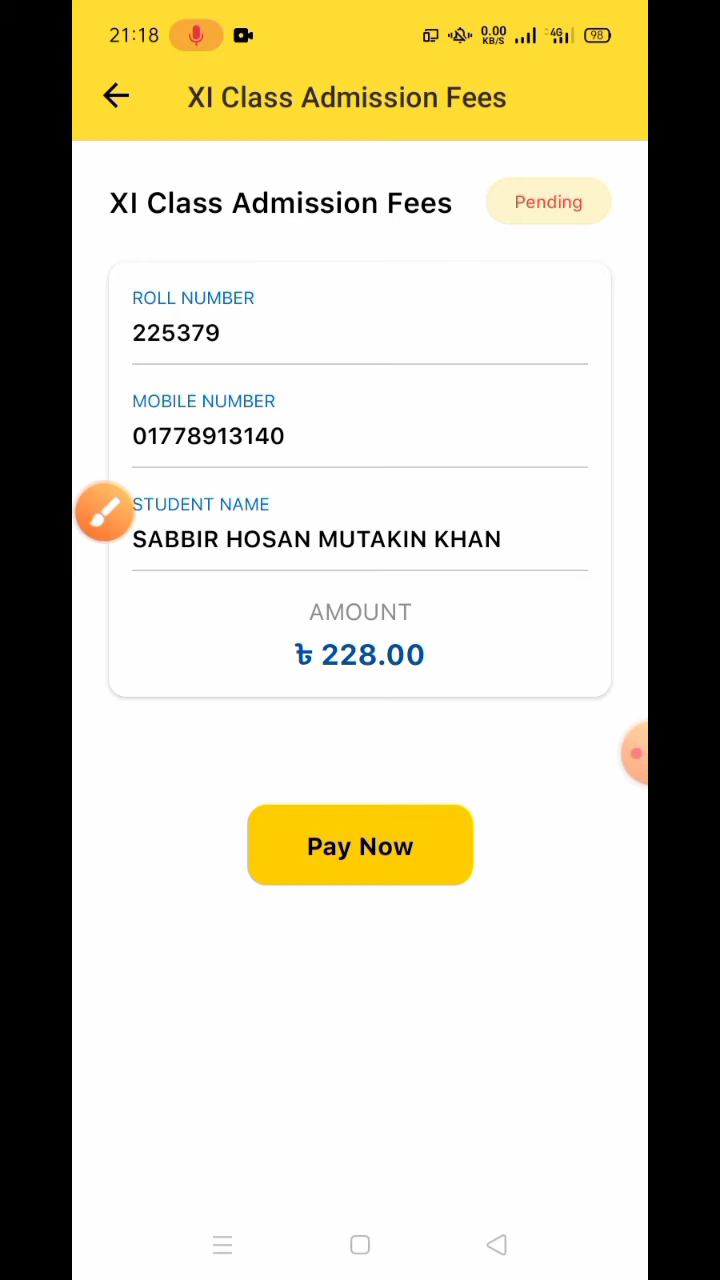 21:18 0.00 KB/S 4G 98
XI Class Admission Fees
XI Class Admission Fees Pending
ROLL NUMBER
225379
MOBILE NUMBER
01778913140
STUDENT NAME
SABBIR HOSAN MUTAKIN KHAN
AMOUNT
৳ 228.00
Pay Now